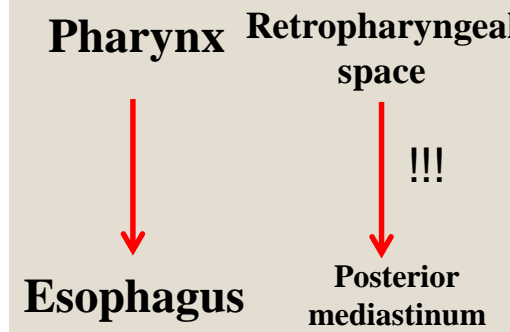 Pharynx
Retropharyngeal
space
!!!
Esophagus
Posterior
mediastinum